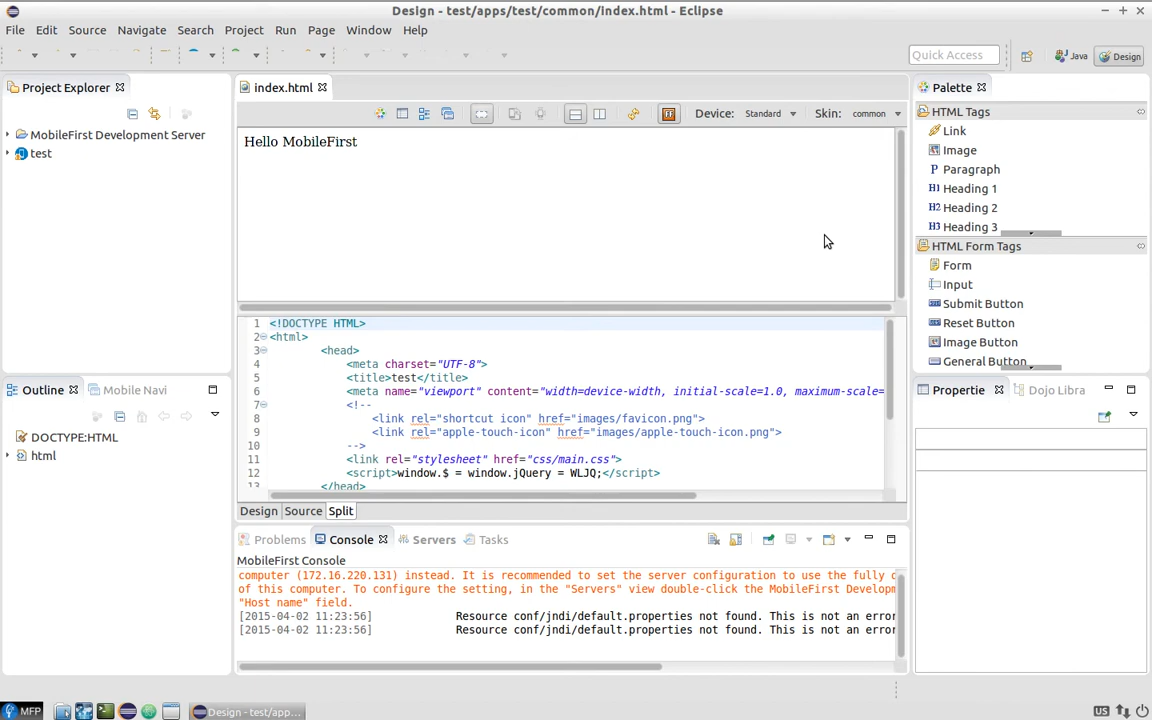 Design - test/apps/test/common/index.html - Eclipse
File Edit Source Navigate Search Project Run Page Window Help
Quick Access Java Design
Project Explorer
index.html
Palette
Device: Standard Skin: common
HTML Tags
MobileFirst Development Server
test
Hello MobileFirst
Link
Image
P Paragraph
H1 Heading 1
H2 Heading 2
H3 Heading 3
HTML Form Tags
Form
Input
Submit Button
Reset Button
Image Button
General Button
1 <!DOCTYPE HTML>
2 <html>
3 <head>
4 <meta charset="UTF-8">
5 <title>test</title>
6 <meta name="viewport" content="width=device-width, initial-scale=1.0, maximum-scale=
7 <!--
8 <link rel="shortcut icon" href="images/favicon.png">
9 <link rel="apple-touch-icon" href="images/apple-touch-icon.png">
10 -->
11 <link rel="stylesheet" href="css/main.css">
12 <script>window.$ = window.jQuery = WLJQ;</script>
13 </head>
Outline Mobile Navi
DOCTYPE:HTML
html
Propertie Dojo Libra
Design Source Split
Problems Console Servers Tasks
MobileFirst Console
computer (172.16.220.131) instead. It is recommended to set the server configuration to use the fully
of this computer. To configure the setting, in the "Servers" view double-click the MobileFirst Develop
"Host name" field.
[2015-04-02 11:23:56] Resource conf/jndi/default.properties not found. This is not an error
[2015-04-02 11:23:56] Resource conf/jndi/default.properties not found. This is not an error
MFP Design - test/app... US